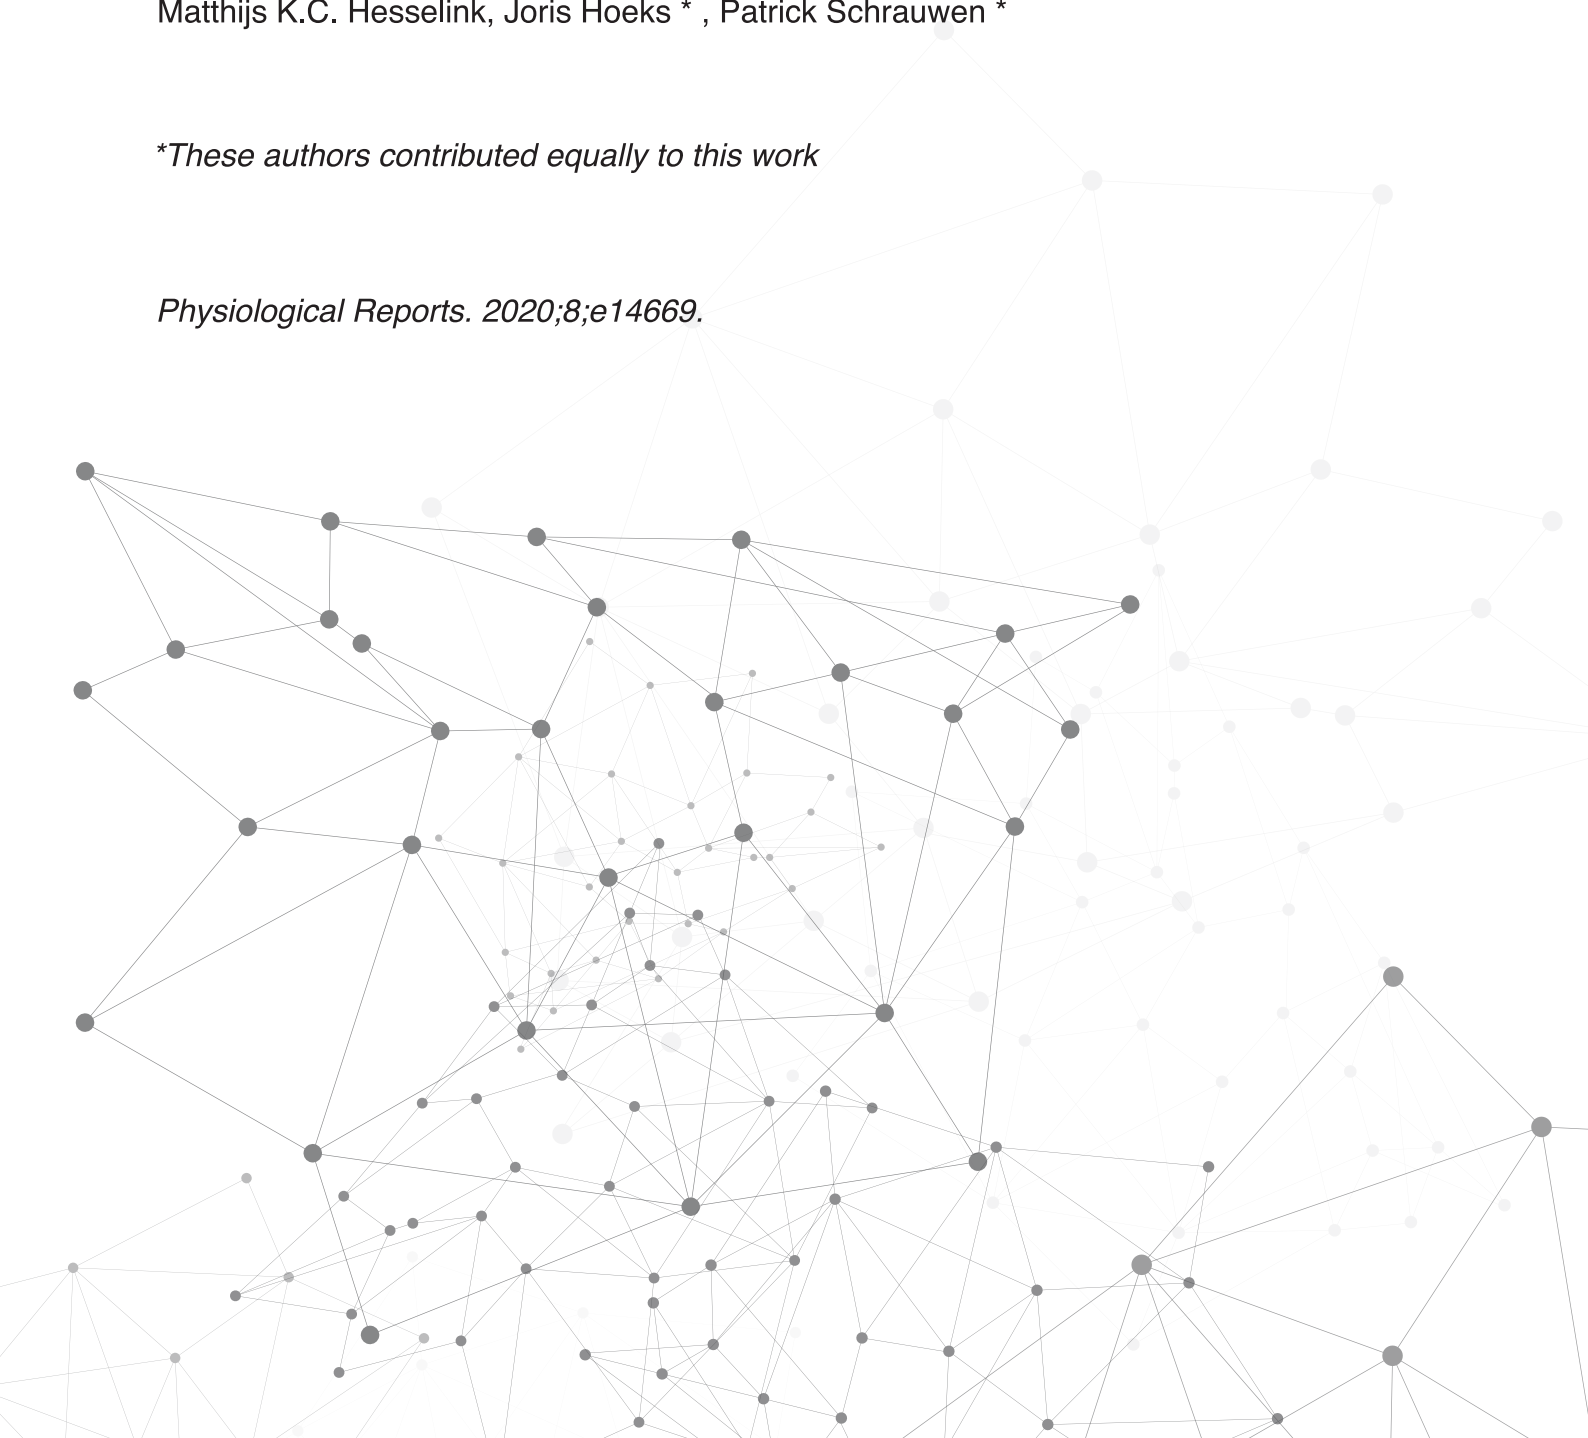 Matthijs K.C. Hesselink, Joris Hoeks * , Patrick Schrauwen *
*These authors contributed equally to this work
Physiological Reports. 2020;8;e14669.